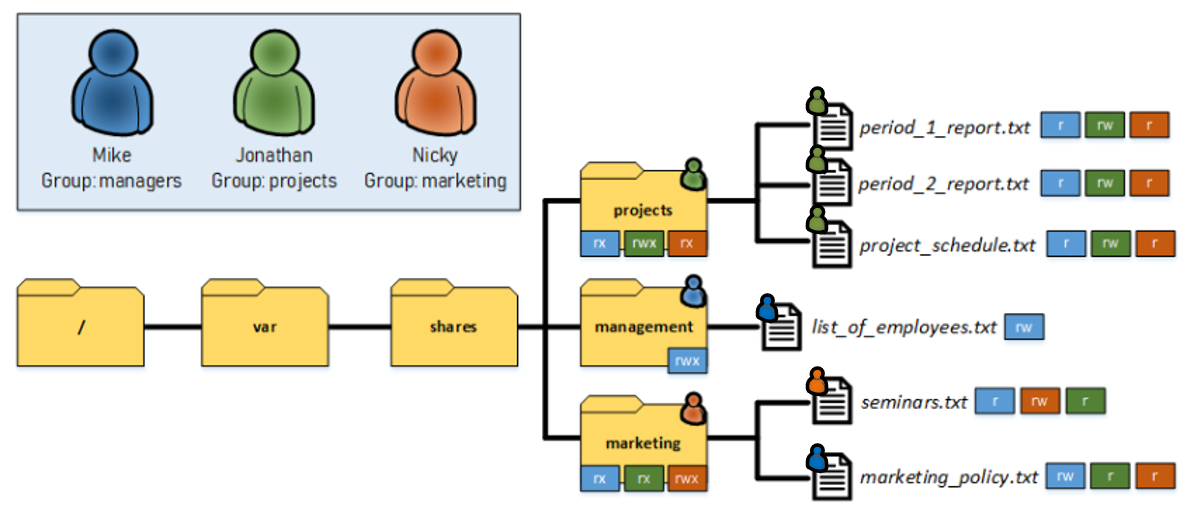 Mike
Group: managers
Jonathan
Group: projects
Nicky
Group: marketing
/
var
shares
projects
rx rwx rx
period_1_report.txt r rw r
period_2_report.txt r rw r
project_schedule.txt r rw r
management
rwx
list_of_employees.txt rw
marketing
rx rx rwx
seminars.txt r rw r
marketing_policy.txt rw r r